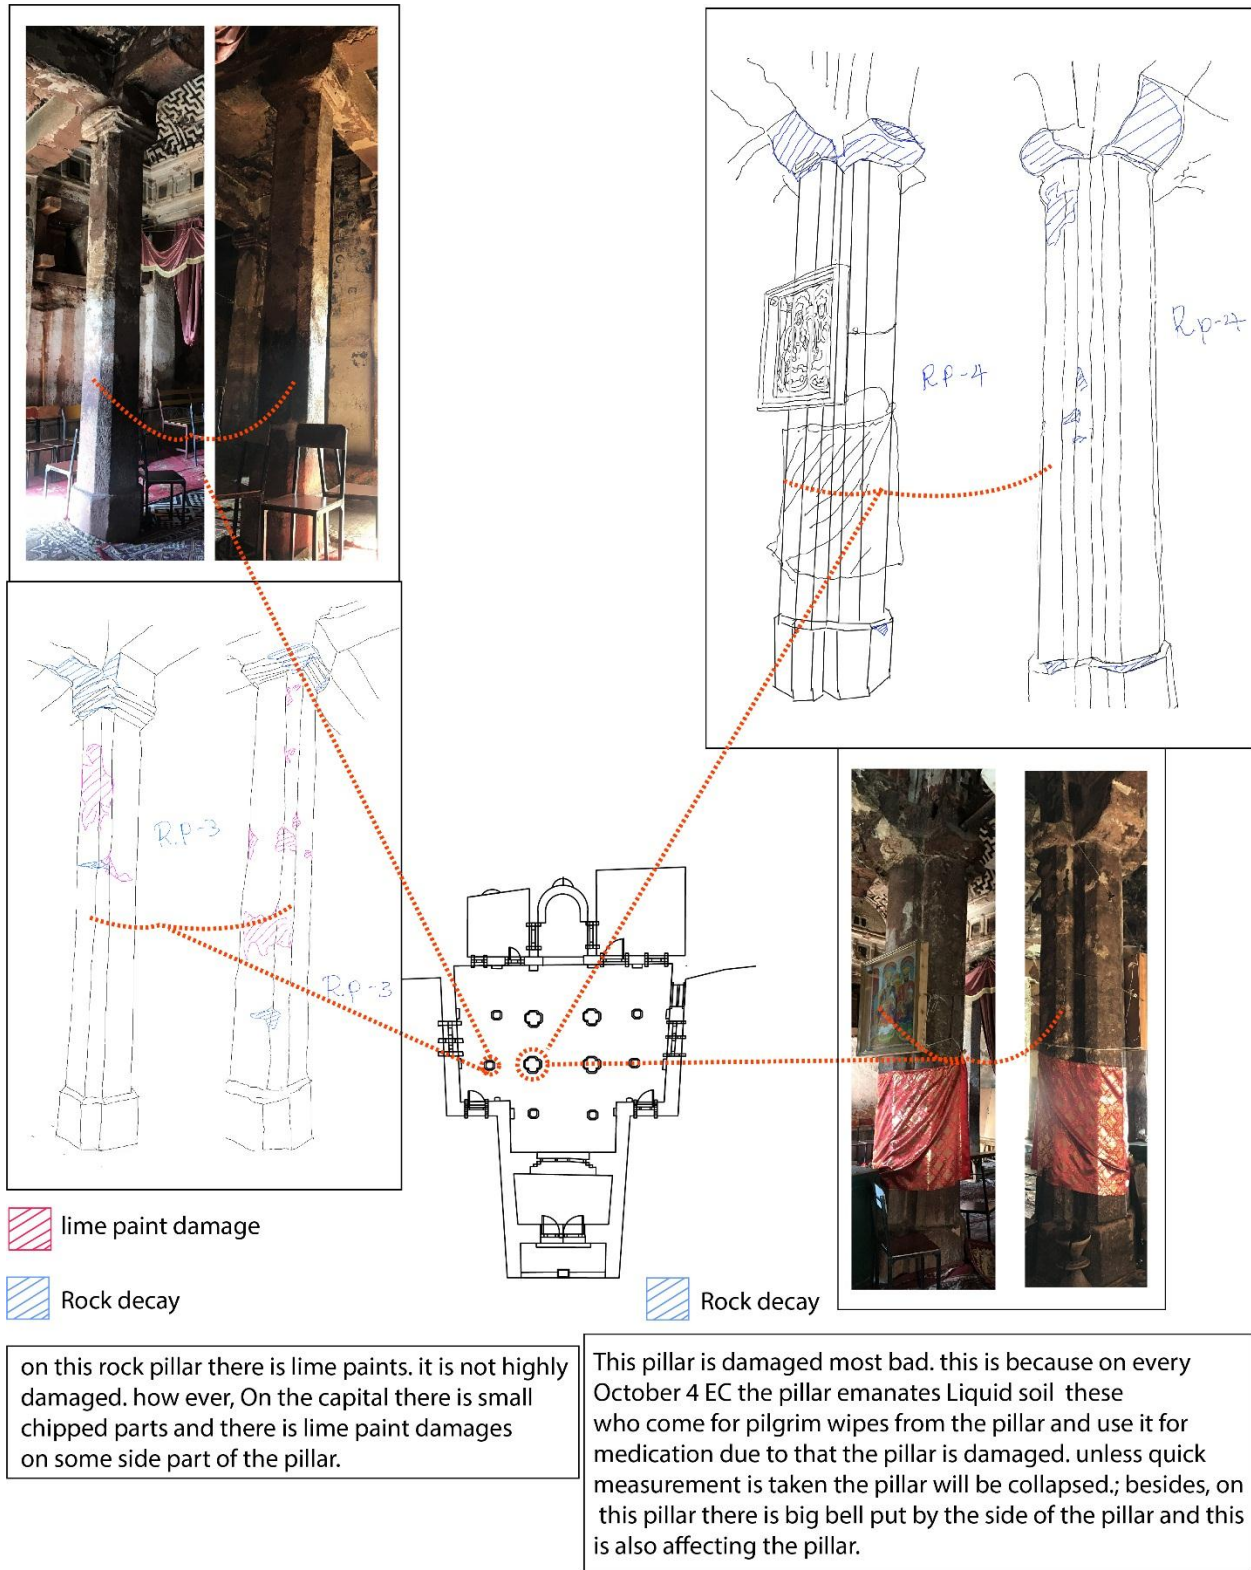 R.P-4
R.P-4
R.P-3
R.P-3
lime paint damage
Rock decay
Rock decay
on this rock pillar there is lime paints. it is not highly
damaged. how ever, On the capital there is small
chipped parts and there is lime paint damages
on some side part of the pillar.
This pillar is damaged most bad. this is because on every
October 4 EC the pillar emanates Liquid soil these
who come for pilgrim wipes from the pillar and use it for
medication due to that the pillar is damaged. unless quick
measurement is taken the pillar will be collapsed.; besides, on
this pillar there is big bell put by the side of the pillar and this
is also affecting the pillar.